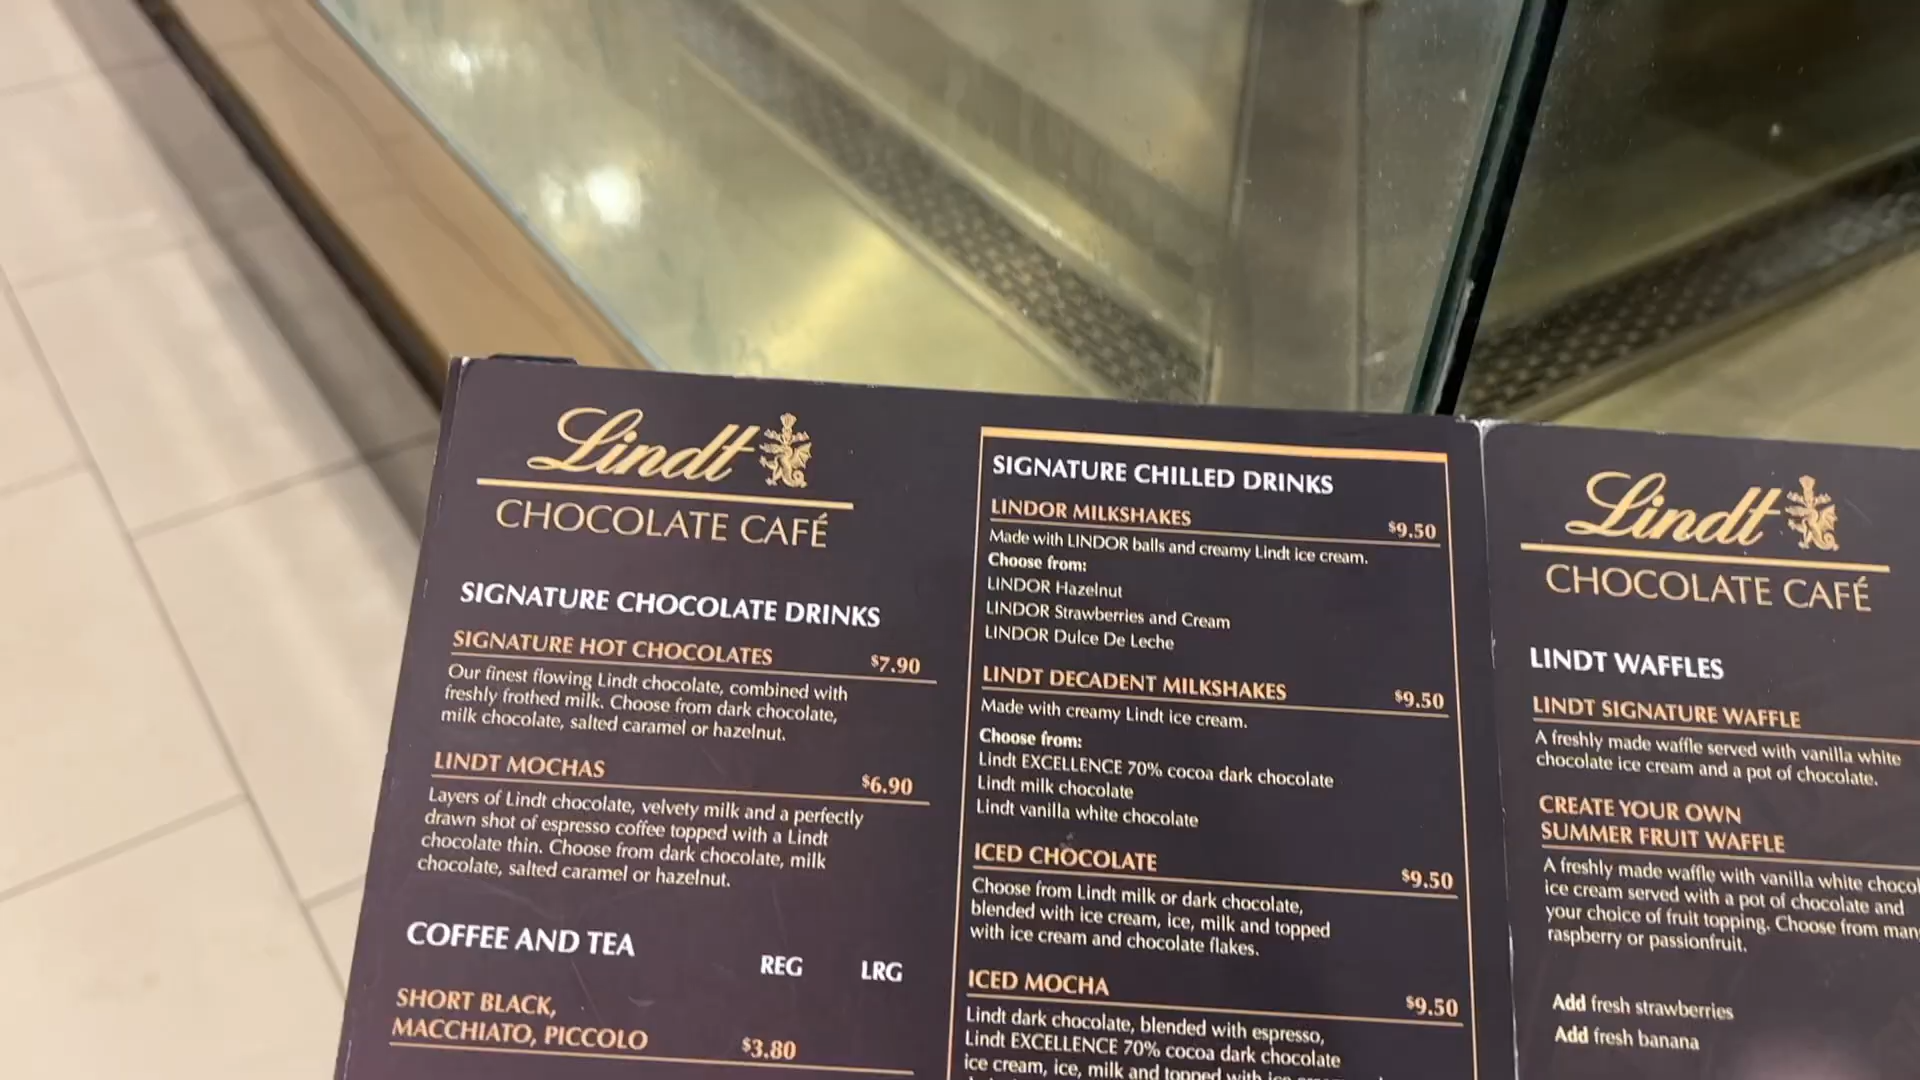 Lindt
CHOCOLATE CAFÉ
SIGNATURE CHOCOLATE DRINKS
SIGNATURE HOT CHOCOLATES $7.90
Our finest flowing Lindt chocolate, combined with
freshly frothed milk. Choose from dark chocolate,
milk chocolate, salted caramel or hazelnut.
LINDT MOCHAS $6.90
Layers of Lindt chocolate, velvety milk and a perfectly
drawn shot of espresso coffee topped with a Lindt
chocolate thin. Choose from dark chocolate, milk
chocolate, salted caramel or hazelnut.
COFFEE AND TEA
REG LRG
SHORT BLACK,
MACCHIATO, PICCOLO $3.80
SIGNATURE CHILLED DRINKS
LINDOR MILKSHAKES $9.50
Made with LINDOR balls and creamy Lindt ice cream.
Choose from:
LINDOR Hazelnut
LINDOR Strawberries and Cream
LINDOR Dulce De Leche
LINDT DECADENT MILKSHAKES $9.50
Made with creamy Lindt ice cream.
Choose from:
Lindt EXCELLENCE 70% cocoa dark chocolate
Lindt milk chocolate
Lindt vanilla white chocolate
ICED CHOCOLATE $9.50
Choose from Lindt milk or dark chocolate,
blended with ice cream, ice, milk and topped
with ice cream and chocolate flakes.
ICED MOCHA $9.50
Lindt dark chocolate, blended with espresso,
Lindt EXCELLENCE 70% cocoa dark chocolate
ice cream, ice, milk and topped with
Lindt
CHOCOLATE CAFÉ
LINDT WAFFLES
LINDT SIGNATURE WAFFLE
A freshly made waffle served with vanilla white
chocolate ice cream and a pot of chocolate.
CREATE YOUR OWN
SUMMER FRUIT WAFFLE
A freshly made waffle with vanilla white
ice cream served with a pot of chocolate and
your choice of fruit topping. Choose from
raspberry or passionfruit.
Add fresh strawberries
Add fresh banana